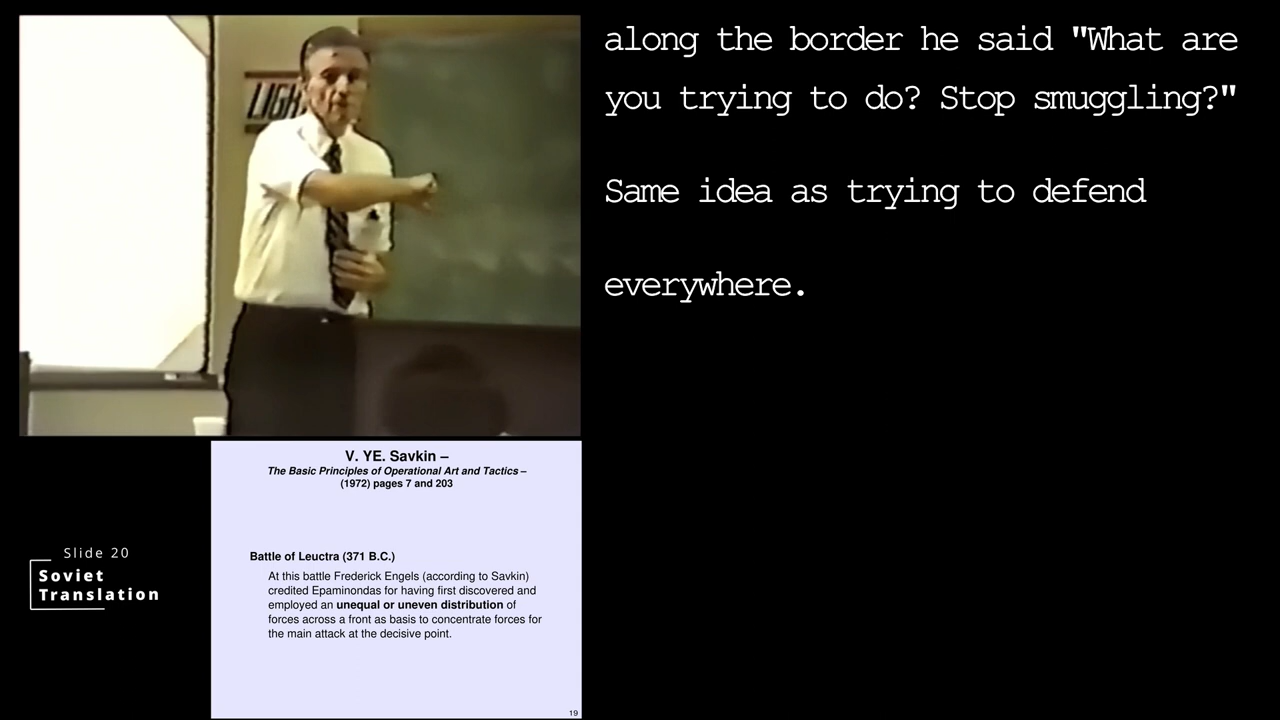 along the border he said "What are
you trying to do? Stop smuggling?"
Same idea as trying to defend
everywhere.
V. YE. Savkin –
The Basic Principles of Operational Art and Tactics –
(1972) pages 7 and 203
Battle of Leuctra (371 B.C.)
At this battle Frederick Engels (according to Savkin)
credited Epaminondas for having first discovered and
employed an unequal or uneven distribution of
forces across a front as basis to concentrate forces for
the main attack at the decisive point.
19
Slide 20
Soviet
Translation